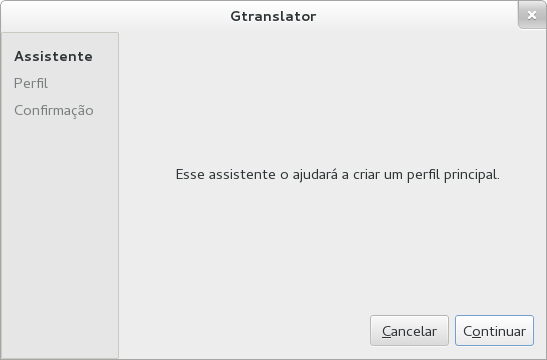 Gtranslator
Assistente
Perfil
Confirmação
Esse assistente o ajudará a criar um perfil principal.
Cancelar
Continuar